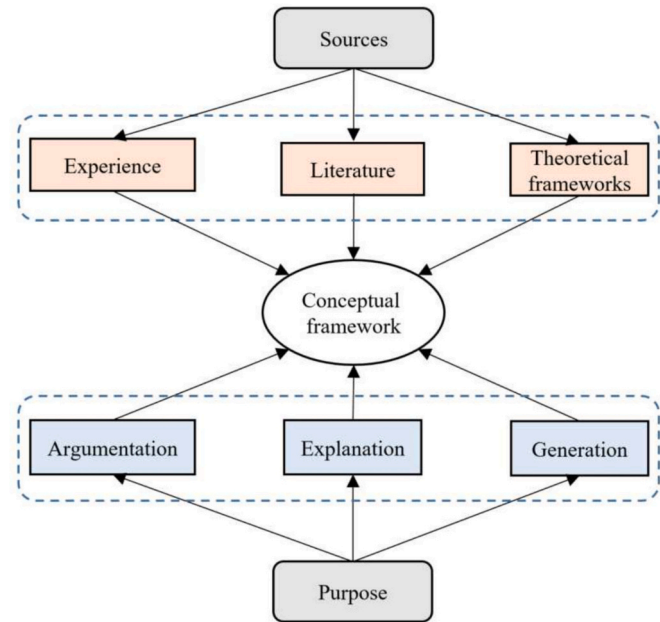 Sources
Experience
Literature
Theoretical
frameworks
Conceptual
framework
Argumentation
Explanation
Generation
Purpose